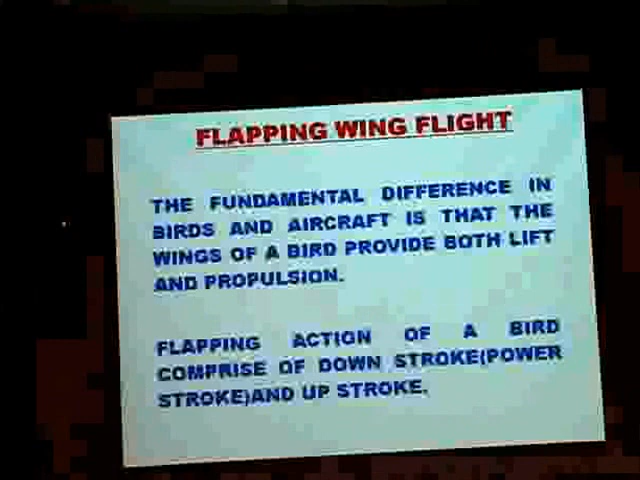 FLAPPING WING FLIGHT
THE FUNDAMENTAL DIFFERENCE IN
BIRDS AND AIRCRAFT IS THAT THE
WINGS OF A BIRD PROVIDE BOTH LIFT
AND PROPULSION.
FLAPPING ACTION OF A BIRD
COMPRISE OF DOWN STROKE(POWER
STROKE)AND UP STROKE.